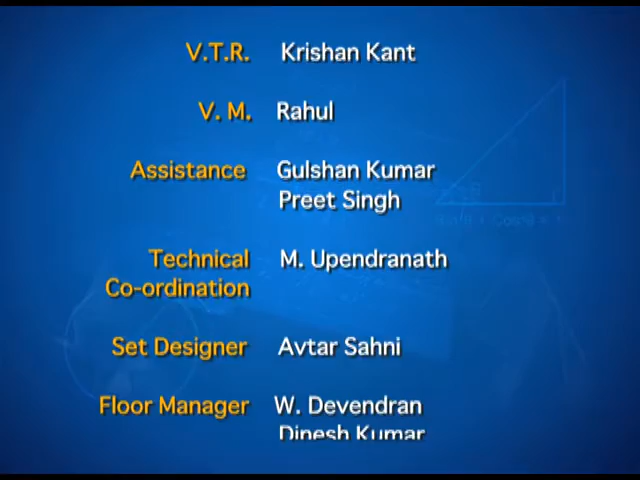 V.T.R. Krishan Kant
V. M. Rahul
Assistance Gulshan Kumar
Preet Singh
Technical M. Upendranath
Co-ordination
Set Designer Avtar Sahni
Floor Manager W. Devendran
Dinesh Kumar